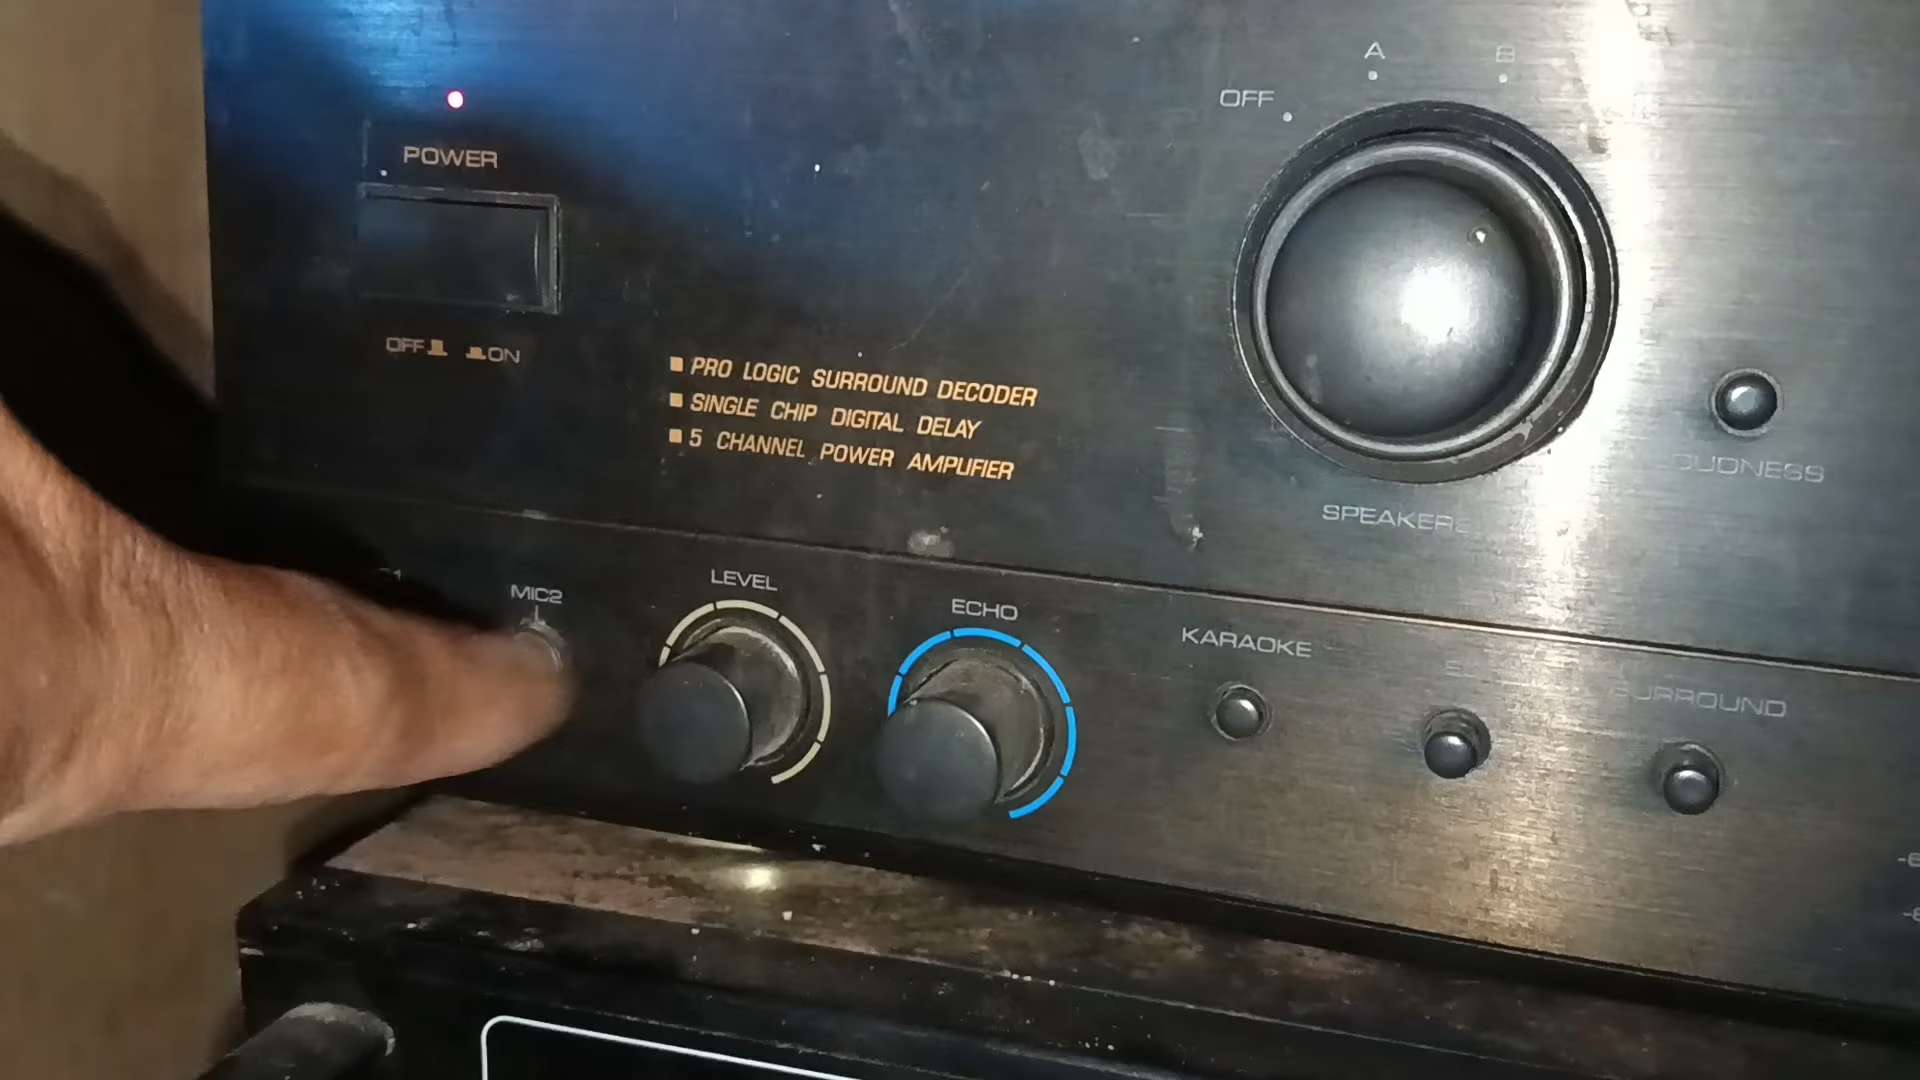 A B
OFF
POWER
OFF ON
PRO LOGIC SURROUND DECODER
SINGLE CHIP DIGITAL DELAY
5 CHANNEL POWER AMPLIFIER
OUDNESS
SPEAKERS
MIC2
LEVEL
ECHO
KARAOKE
SURROUND